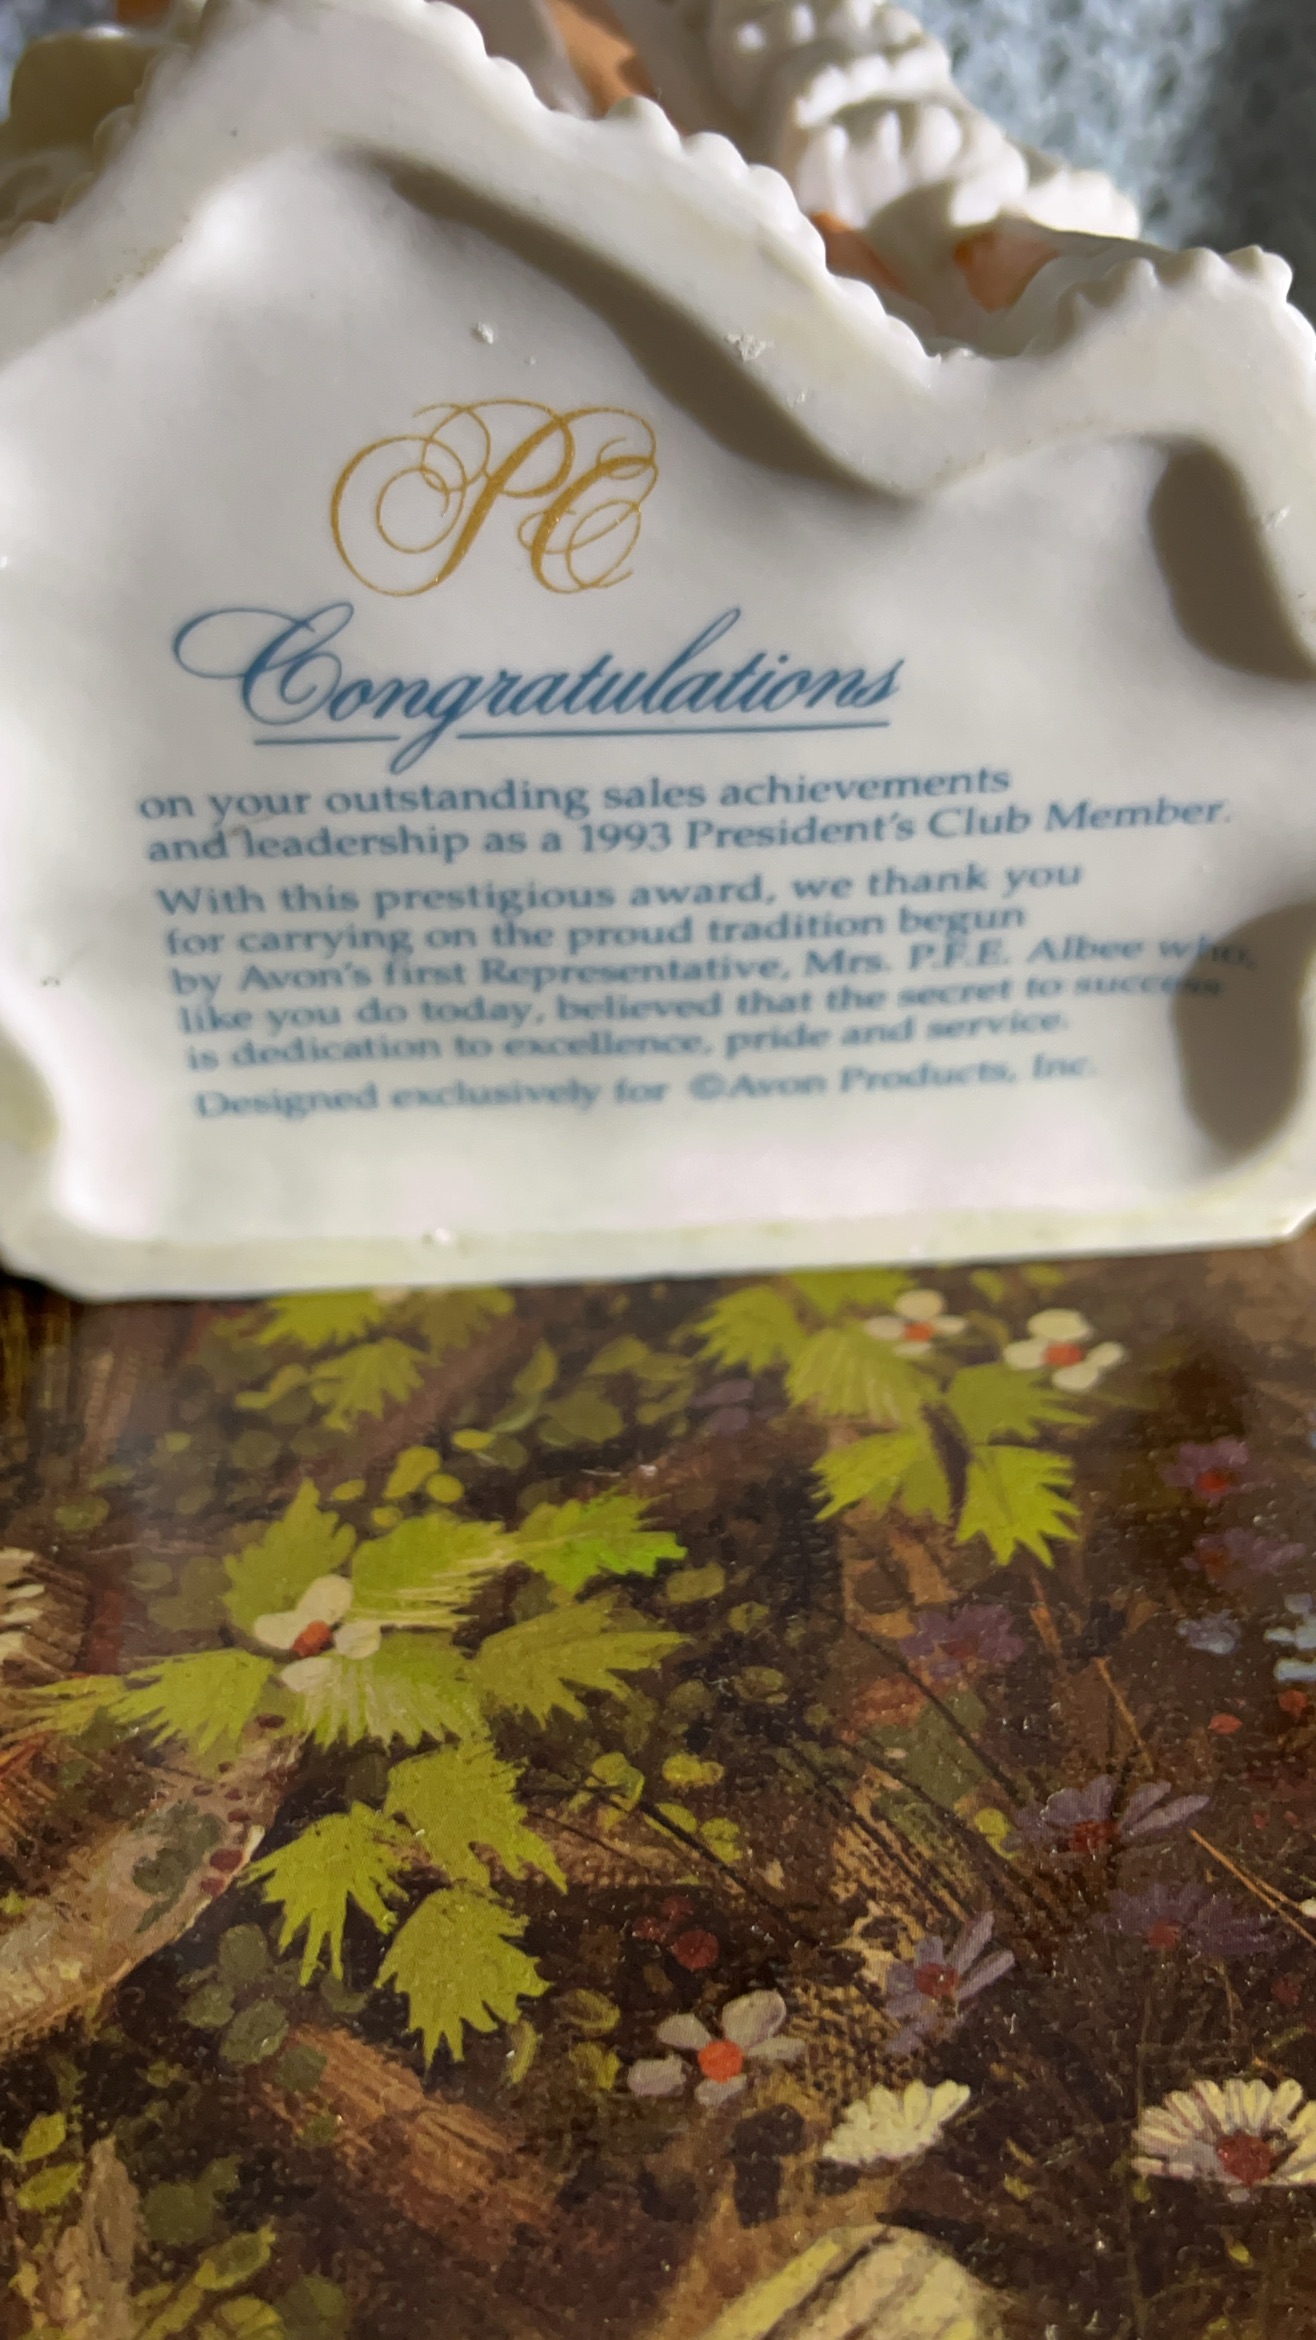 PC
Congratulations
on your outstanding sales achievements
and leadership as a 1993 President's Club Member.
With this prestigious award, we thank you
for carrying on the proud tradition begun
by Avon's first Representative, Mrs. P.F.E. Albee who,
like you do today, believed that the secret to success
is dedication to excellence, pride and service.
Designed exclusively for ©Avon Products, Inc.